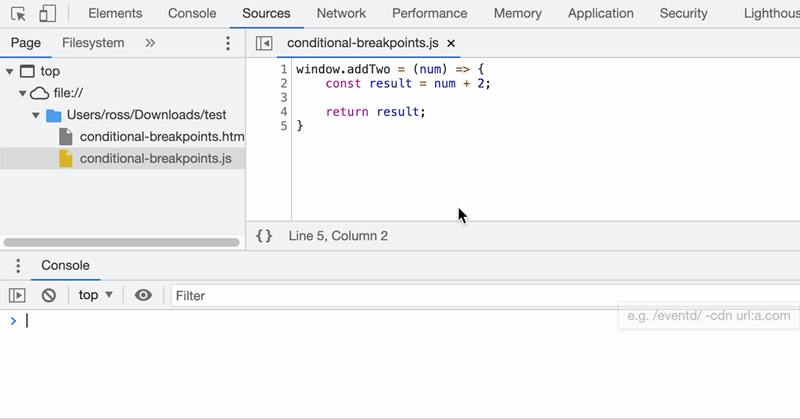 Elements Console Sources Network Performance Memory Application Security Lighthous
Page Filesystem »
conditional-breakpoints.js ×
top
file://
Users/ross/Downloads/test
conditional-breakpoints.htm
conditional-breakpoints.js
1 window.addTwo = (num) => {
2 const result = num + 2;
3
4 return result;
5 }
{} Line 5, Column 2
Console
top Filter
e.g. /eventd/ -cdn url:a.com
>